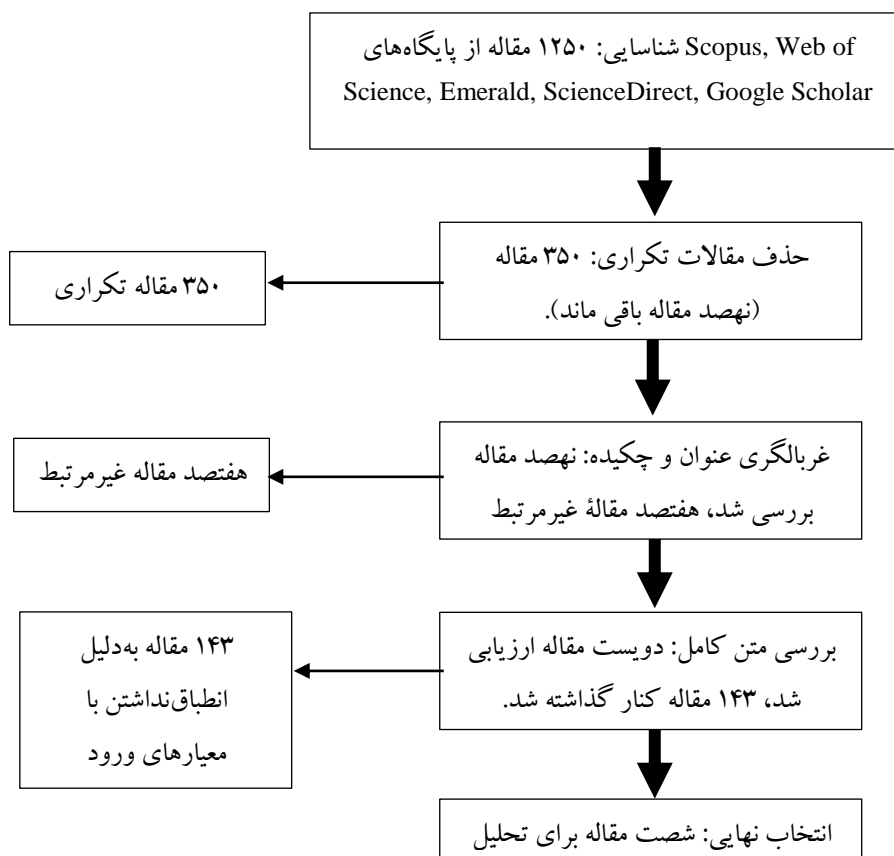 شناسایی: ۱۲۵۰ مقاله از پایگاه‌های Scopus, Web of
Science, Emerald, ScienceDirect, Google Scholar
حذف مقالات تکراری: ۳۵۰ مقاله
(نهصد مقاله باقی ماند).
۳۵۰ مقاله تکراری
غربالگری عنوان و چکیده: نهصد مقاله
بررسی شد، هفتصد مقالۀ غیرمرتبط
هفتصد مقاله غیرمرتبط
بررسی متن کامل: دویست مقاله ارزیابی
شد، ۱۴۳ مقاله کنار گذاشته شد.
۱۴۳ مقاله به‌دلیل
انطباق‌نداشتن با
معیارهای ورود
انتخاب نهایی: شصت مقاله برای تحلیل